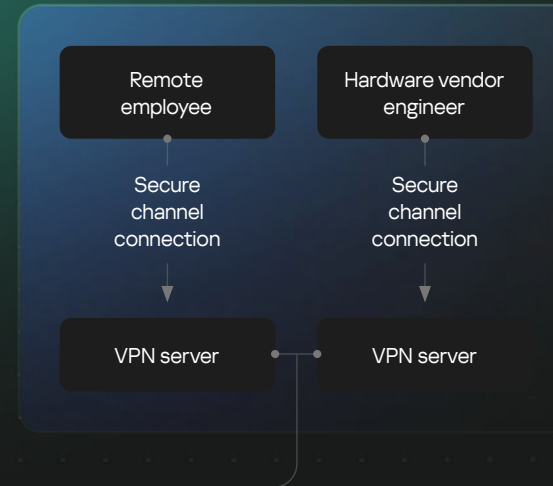 Remote
employee
Hardware vendor
engineer
Secure
channel
connection
Secure
channel
connection
VPN server
VPN server